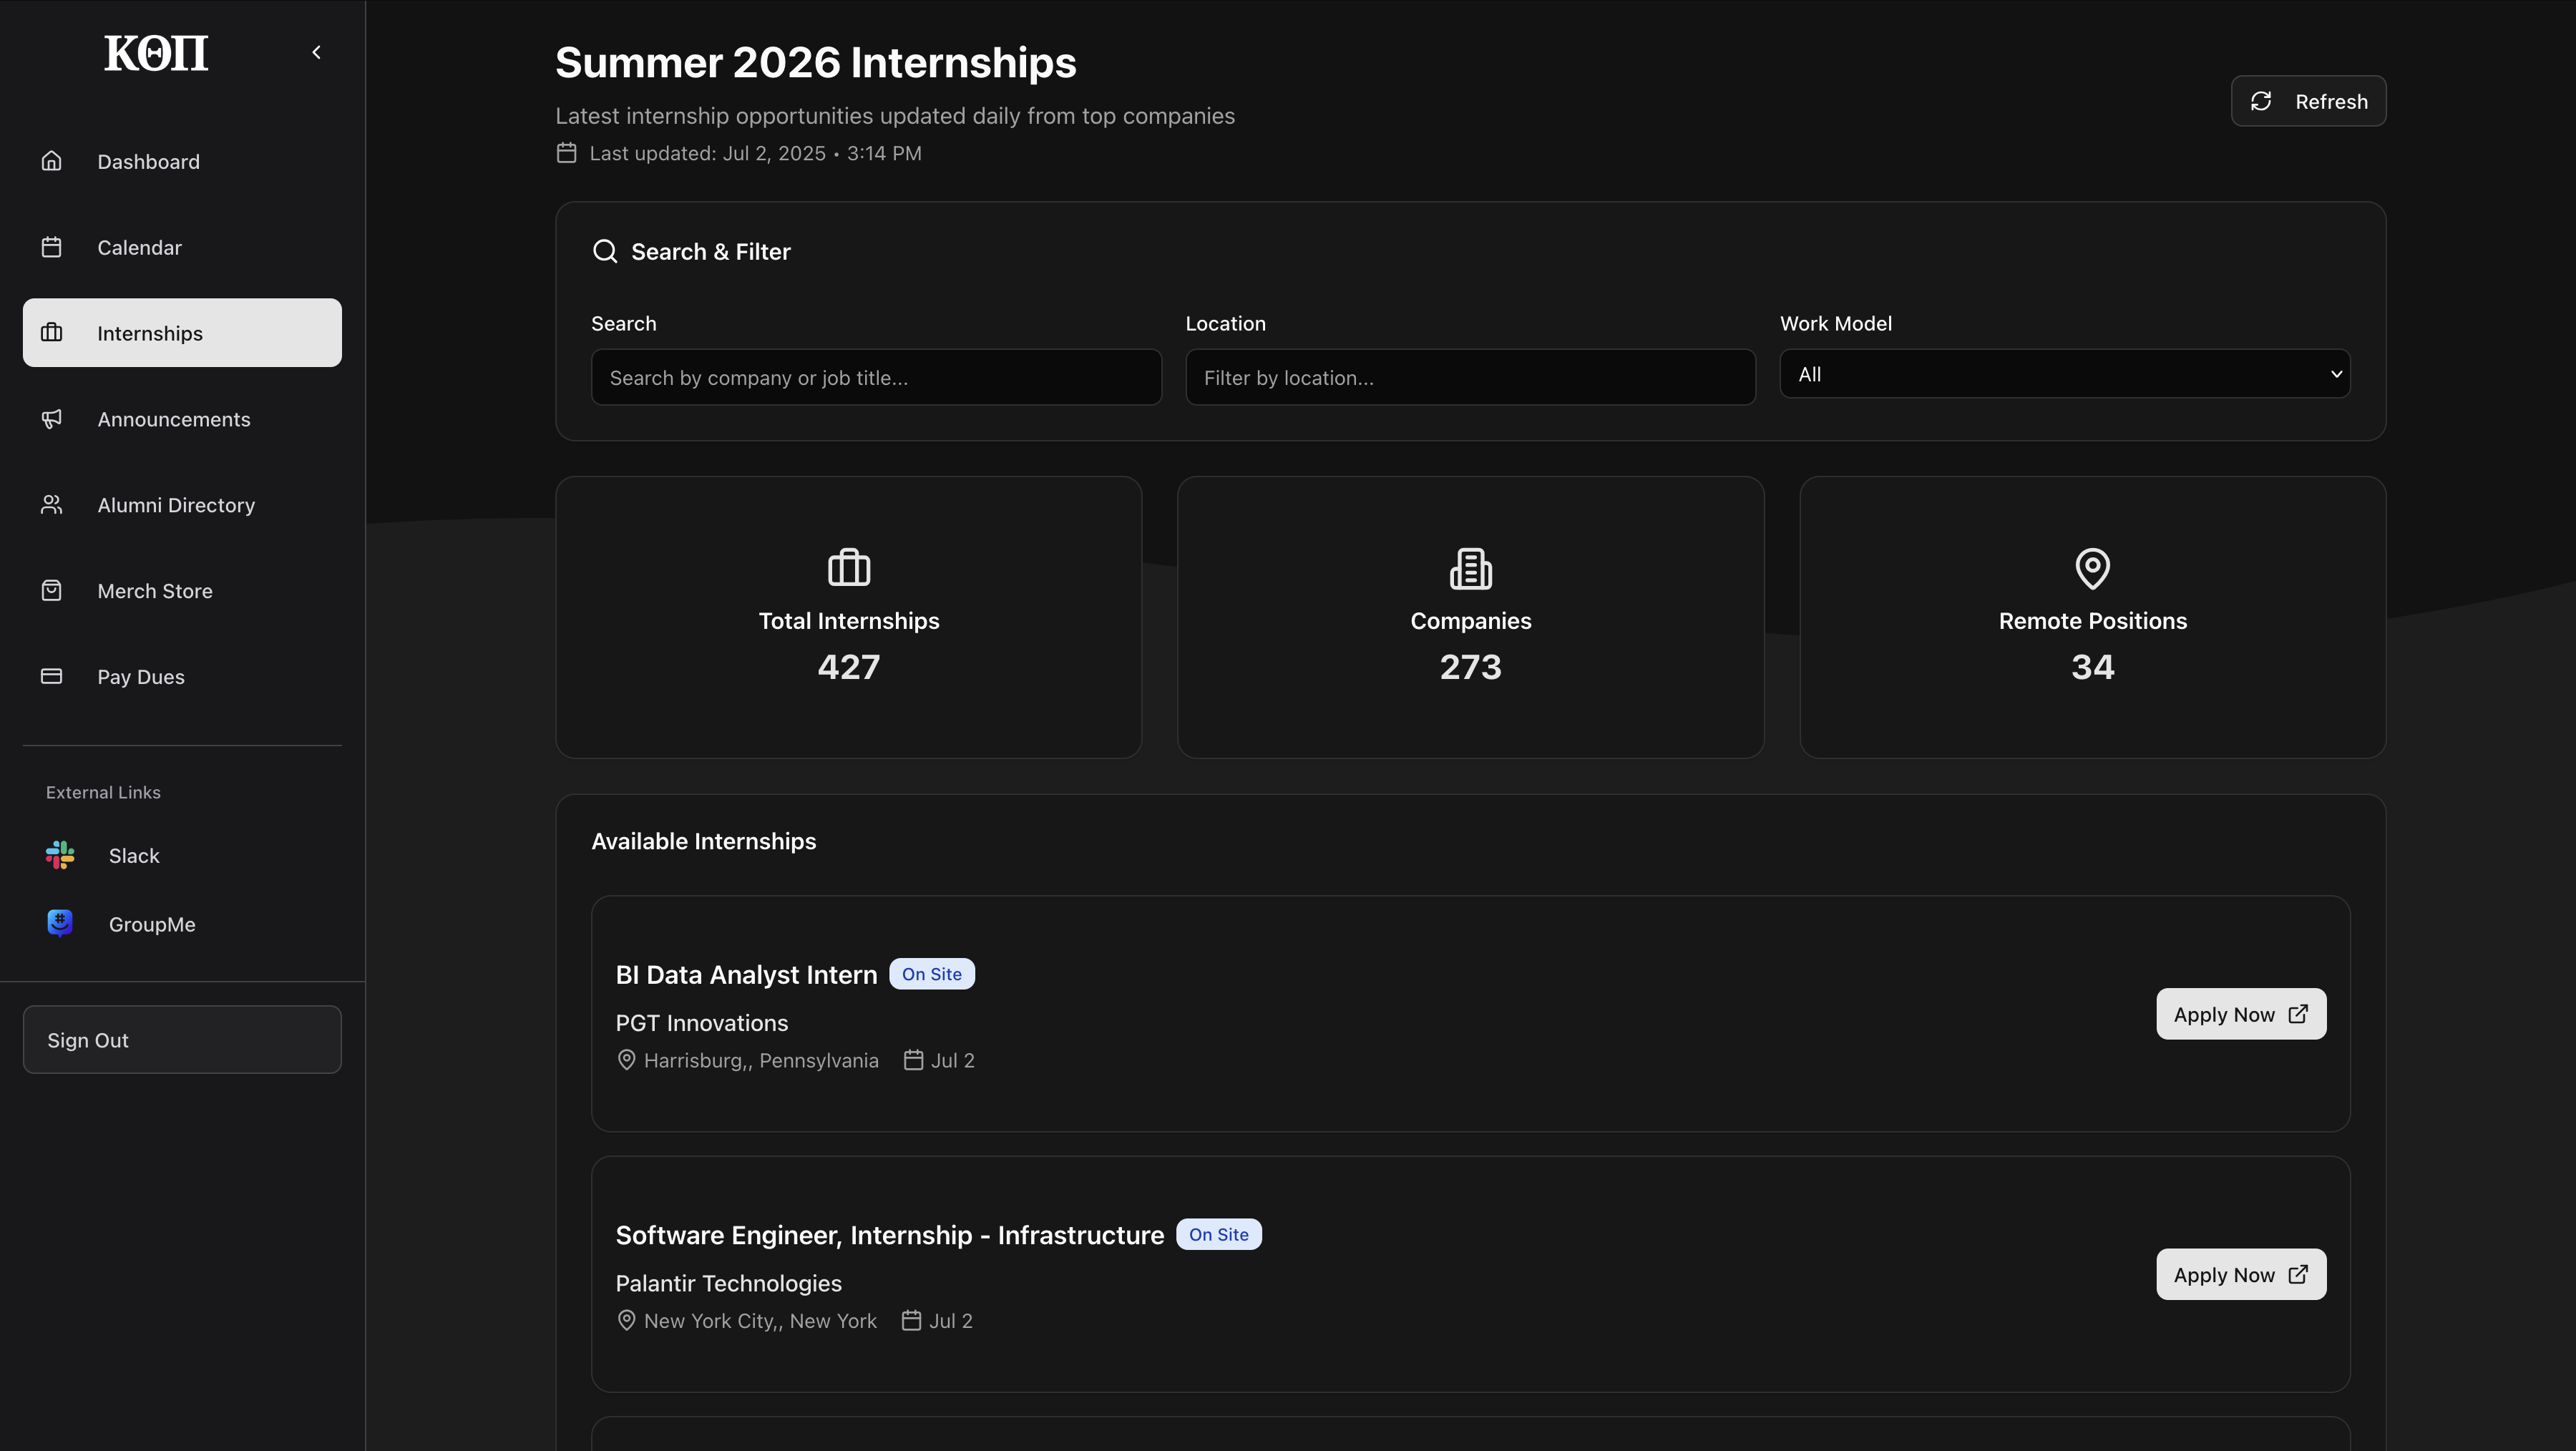 ΚΘΠ
Dashboard
Calendar
Internships
Announcements
Alumni Directory
Merch Store
Pay Dues
External Links
Slack
GroupMe
Sign Out
Summer 2026 Internships
Latest internship opportunities updated daily from top companies
Last updated: Jul 2, 2025 • 3:14 PM
Refresh
Search & Filter
Search
Search by company or job title...
Location
Filter by location...
Work Model
All
Total Internships
427
Companies
273
Remote Positions
34
Available Internships
BI Data Analyst Intern On Site
PGT Innovations
Harrisburg,, Pennsylvania Jul 2
Apply Now
Software Engineer, Internship - Infrastructure On Site
Palantir Technologies
New York City,, New York Jul 2
Apply Now